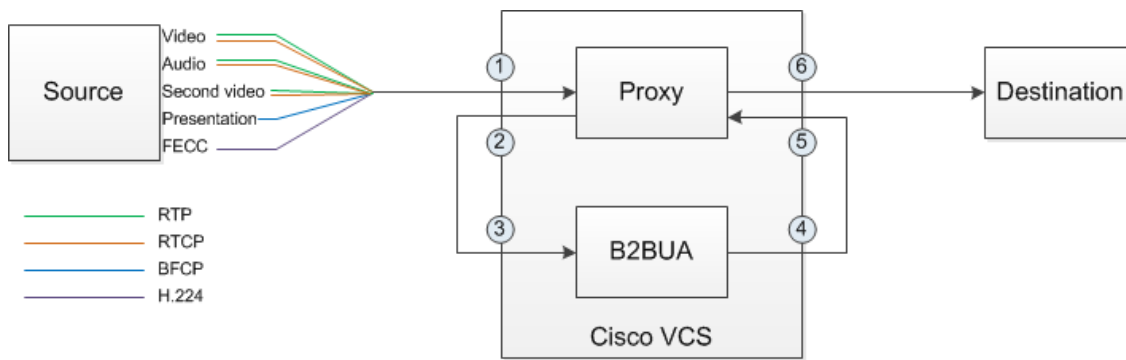 Source
Video
Audio
Second video
Presentation
FECC
1
Proxy
6
Destination
2
5
3
B2BUA
4
Cisco VCS
RTP
RTCP
BFCP
H.224